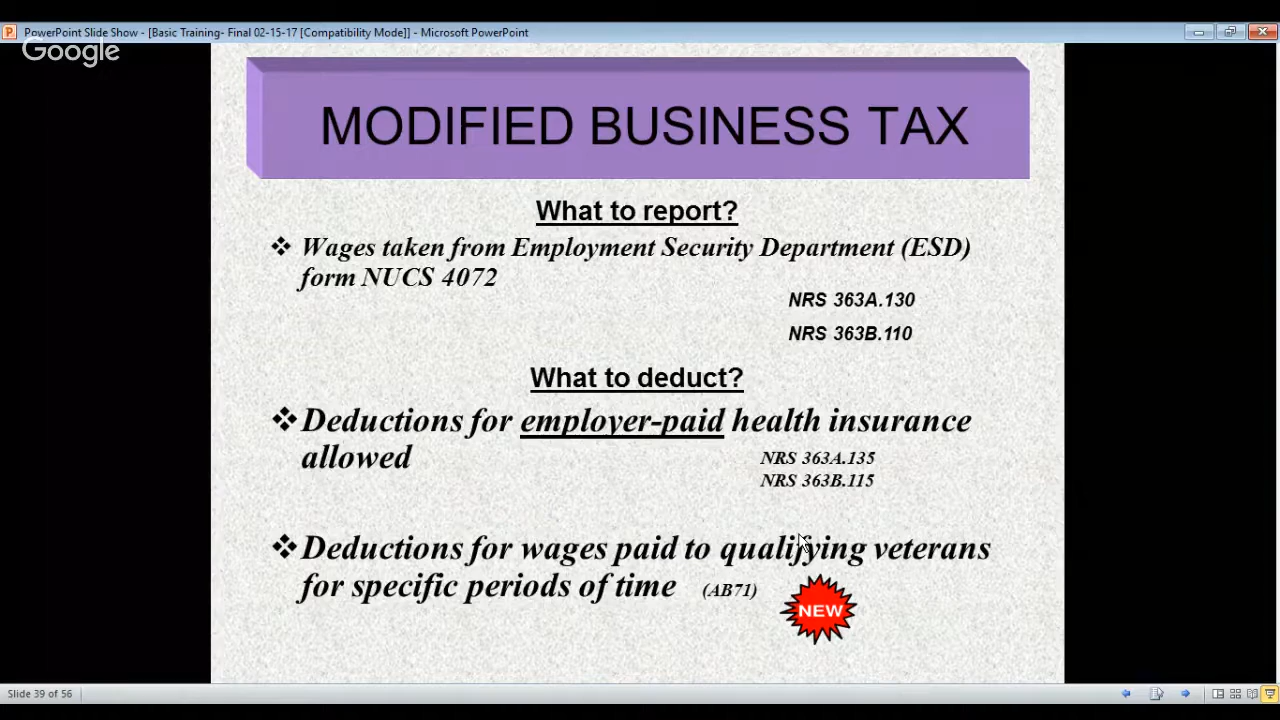 PowerPoint Slide Show - [Basic Training- Final 02-15-17 [Compatibility Mode]] - Microsoft PowerPoint
Google
MODIFIED BUSINESS TAX
What to report?
❖ Wages taken from Employment Security Department (ESD)
form NUCS 4072
NRS 363A.130
NRS 363B.110
What to deduct?
❖Deductions for employer-paid health insurance
allowed
NRS 363A.135
NRS 363B.115
❖Deductions for wages paid to qualifying veterans
for specific periods of time (AB71)
NEW
Slide 39 of 56